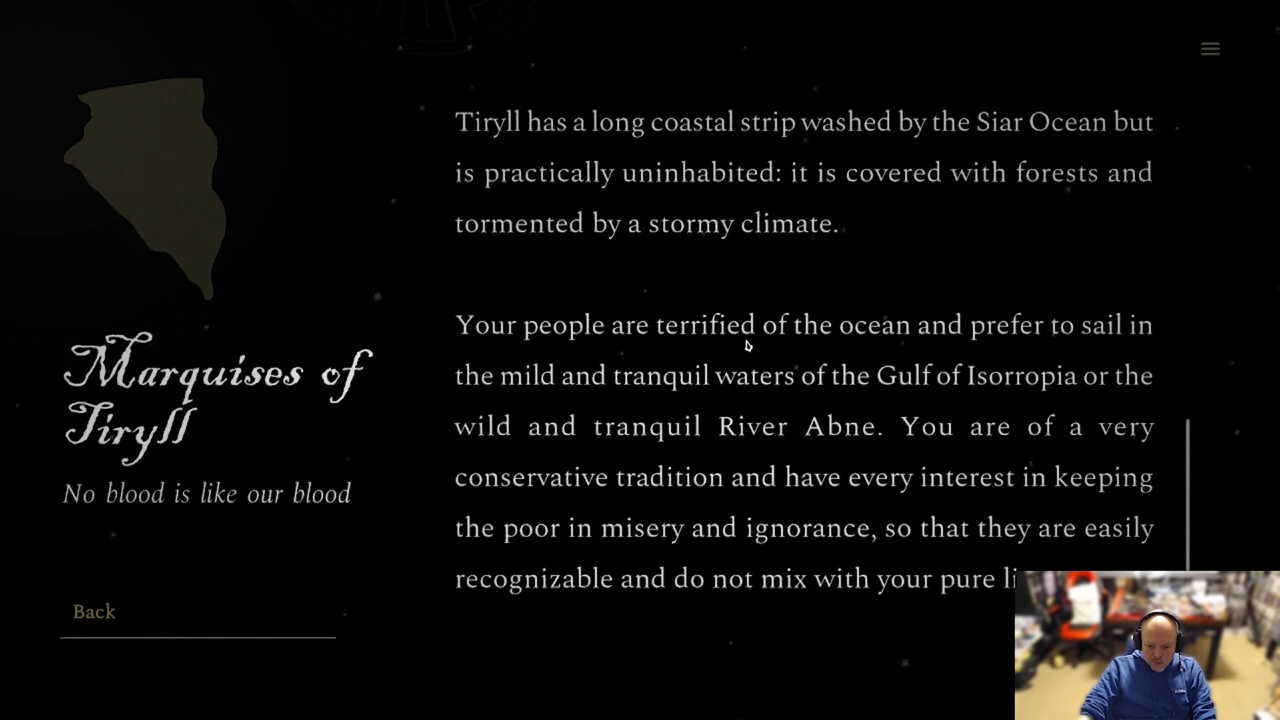 Tiryll has a long coastal strip washed by the Siar Ocean but
is practically uninhabited: it is covered with forests and
tormented by a stormy climate.
Your people are terrified of the ocean and prefer to sail in
the mild and tranquil waters of the Gulf of Isorropia or the
wild and tranquil River Abne. You are of a very
conservative tradition and have every interest in keeping
the poor in misery and ignorance, so that they are easily
recognizable and do not mix with your pure
Marquises of
Tiryll
No blood is like our blood
Back